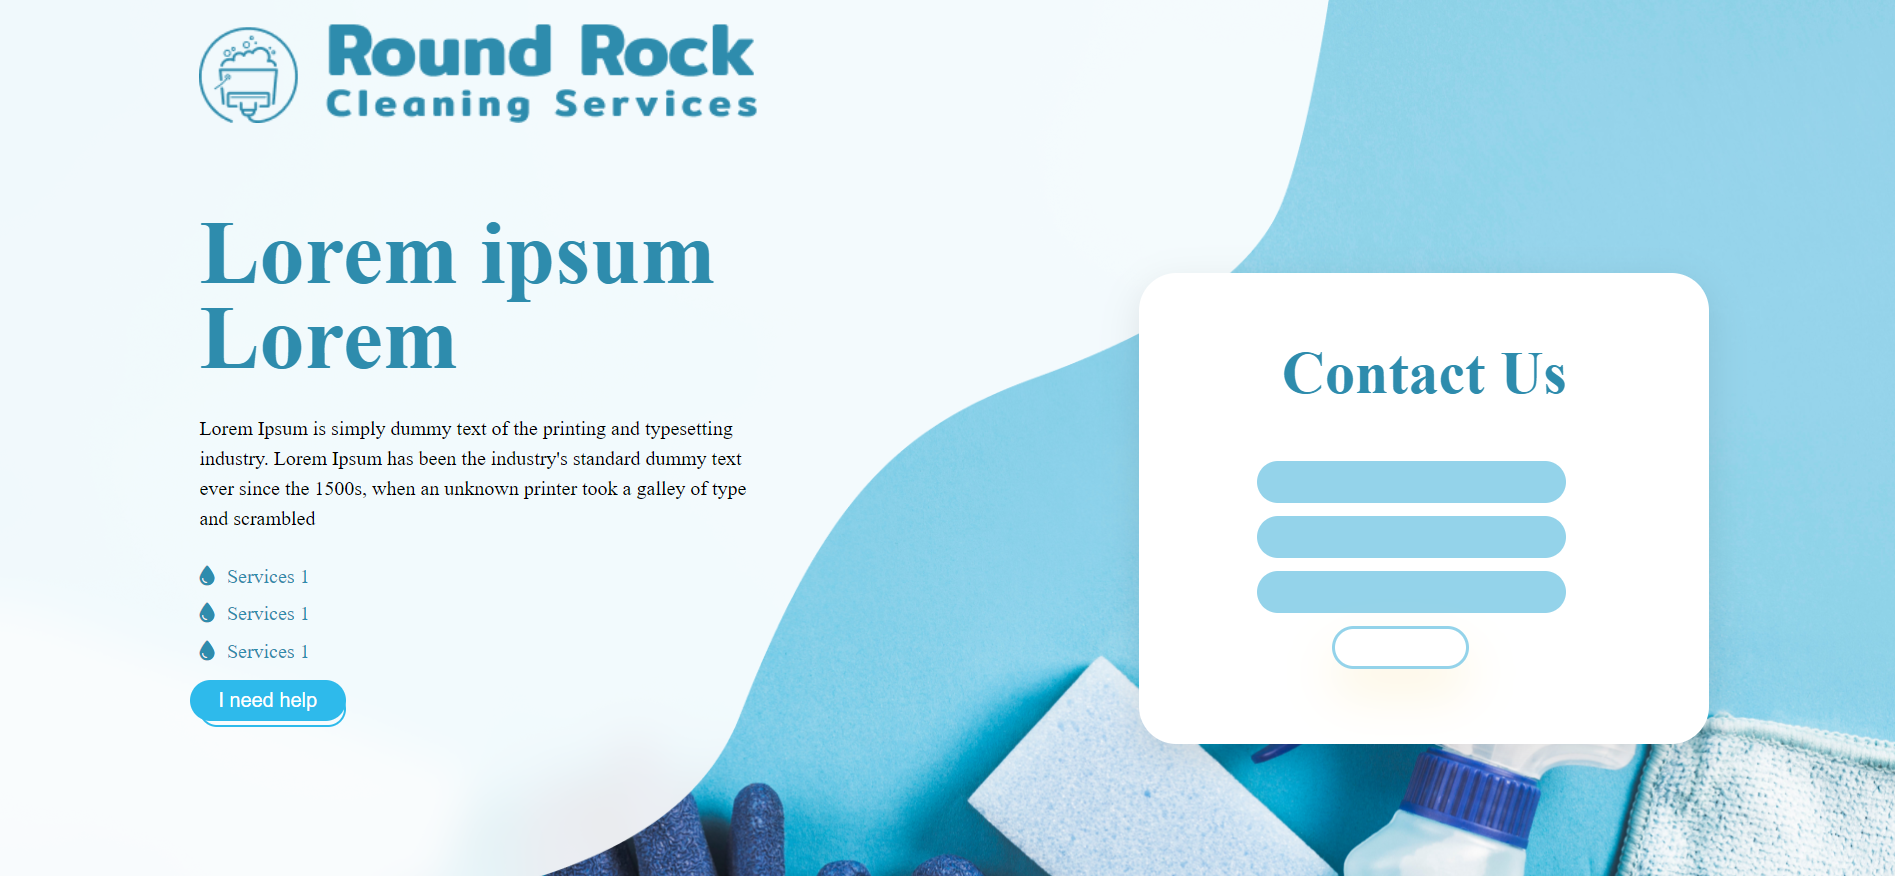 Round Rock
Cleaning Services
Lorem ipsum
Lorem
Lorem Ipsum is simply dummy text of the printing and typesetting
industry. Lorem Ipsum has been the industry's standard dummy text
ever since the 1500s, when an unknown printer took a galley of type
and scrambled
Services 1
Services 1
Services 1
I need help
Contact Us